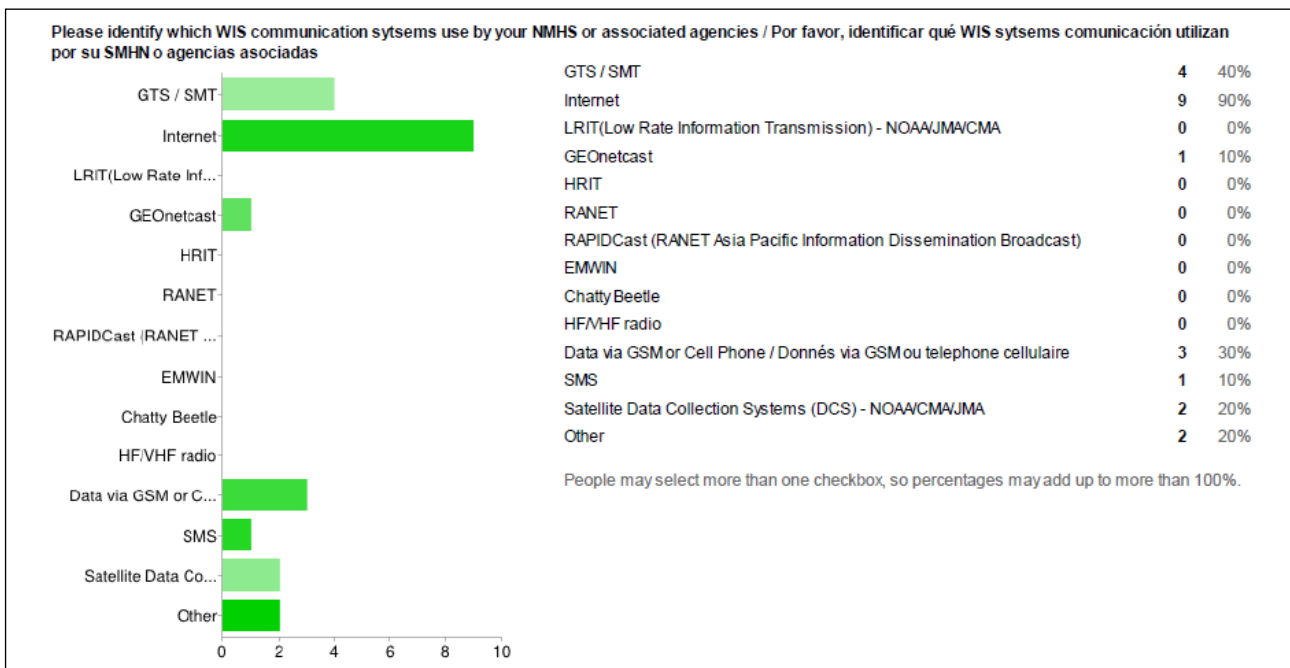 Please identify which WIS communication sytsems use by your NMHS or associated agencies / Por favor, identificar qué WIS sytsems comunicación utilizan
por su SMHN o agencias asociadas
GTS / SMT
Internet
LRIT(Low Rate Inf...
GEOnetcast
HRIT
RANET
RAPIDCast (RANET ...
EMWIN
Chatty Beetle
HF/VHF radio
Data via GSM or C...
SMS
Satellite Data Co...
Other
0 2 4 6 8 10
GTS / SMT 4 40%
Internet 9 90%
LRIT(Low Rate Information Transmission) - NOAA/JMA/CMA 0 0%
GEOnetcast 1 10%
HRIT 0 0%
RANET 0 0%
RAPIDCast (RANET Asia Pacific Information Dissemination Broadcast) 0 0%
EMWIN 0 0%
Chatty Beetle 0 0%
HF/VHF radio 0 0%
Data via GSM or Cell Phone / Donnés via GSM ou telephone cellulaire 3 30%
SMS 1 10%
Satellite Data Collection Systems (DCS) - NOAA/CMA/JMA 2 20%
Other 2 20%
People may select more than one checkbox, so percentages may add up to more than 100%.